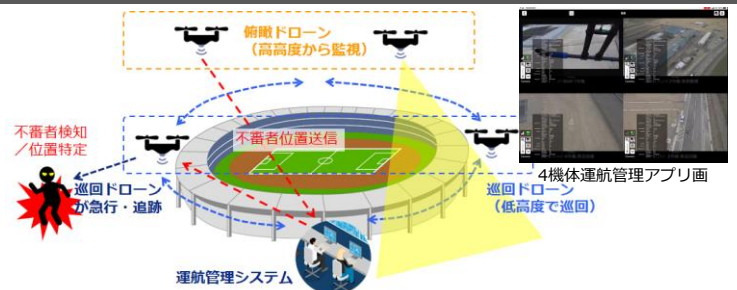 俯瞰ドローン
(高高度から監視)
不審者検知
/位置特定
不審者位置送信
4機体運航管理アプリ画
巡回ドローン
が急行・追跡
巡回ドローン
(低高度で巡回)
運航管理システム